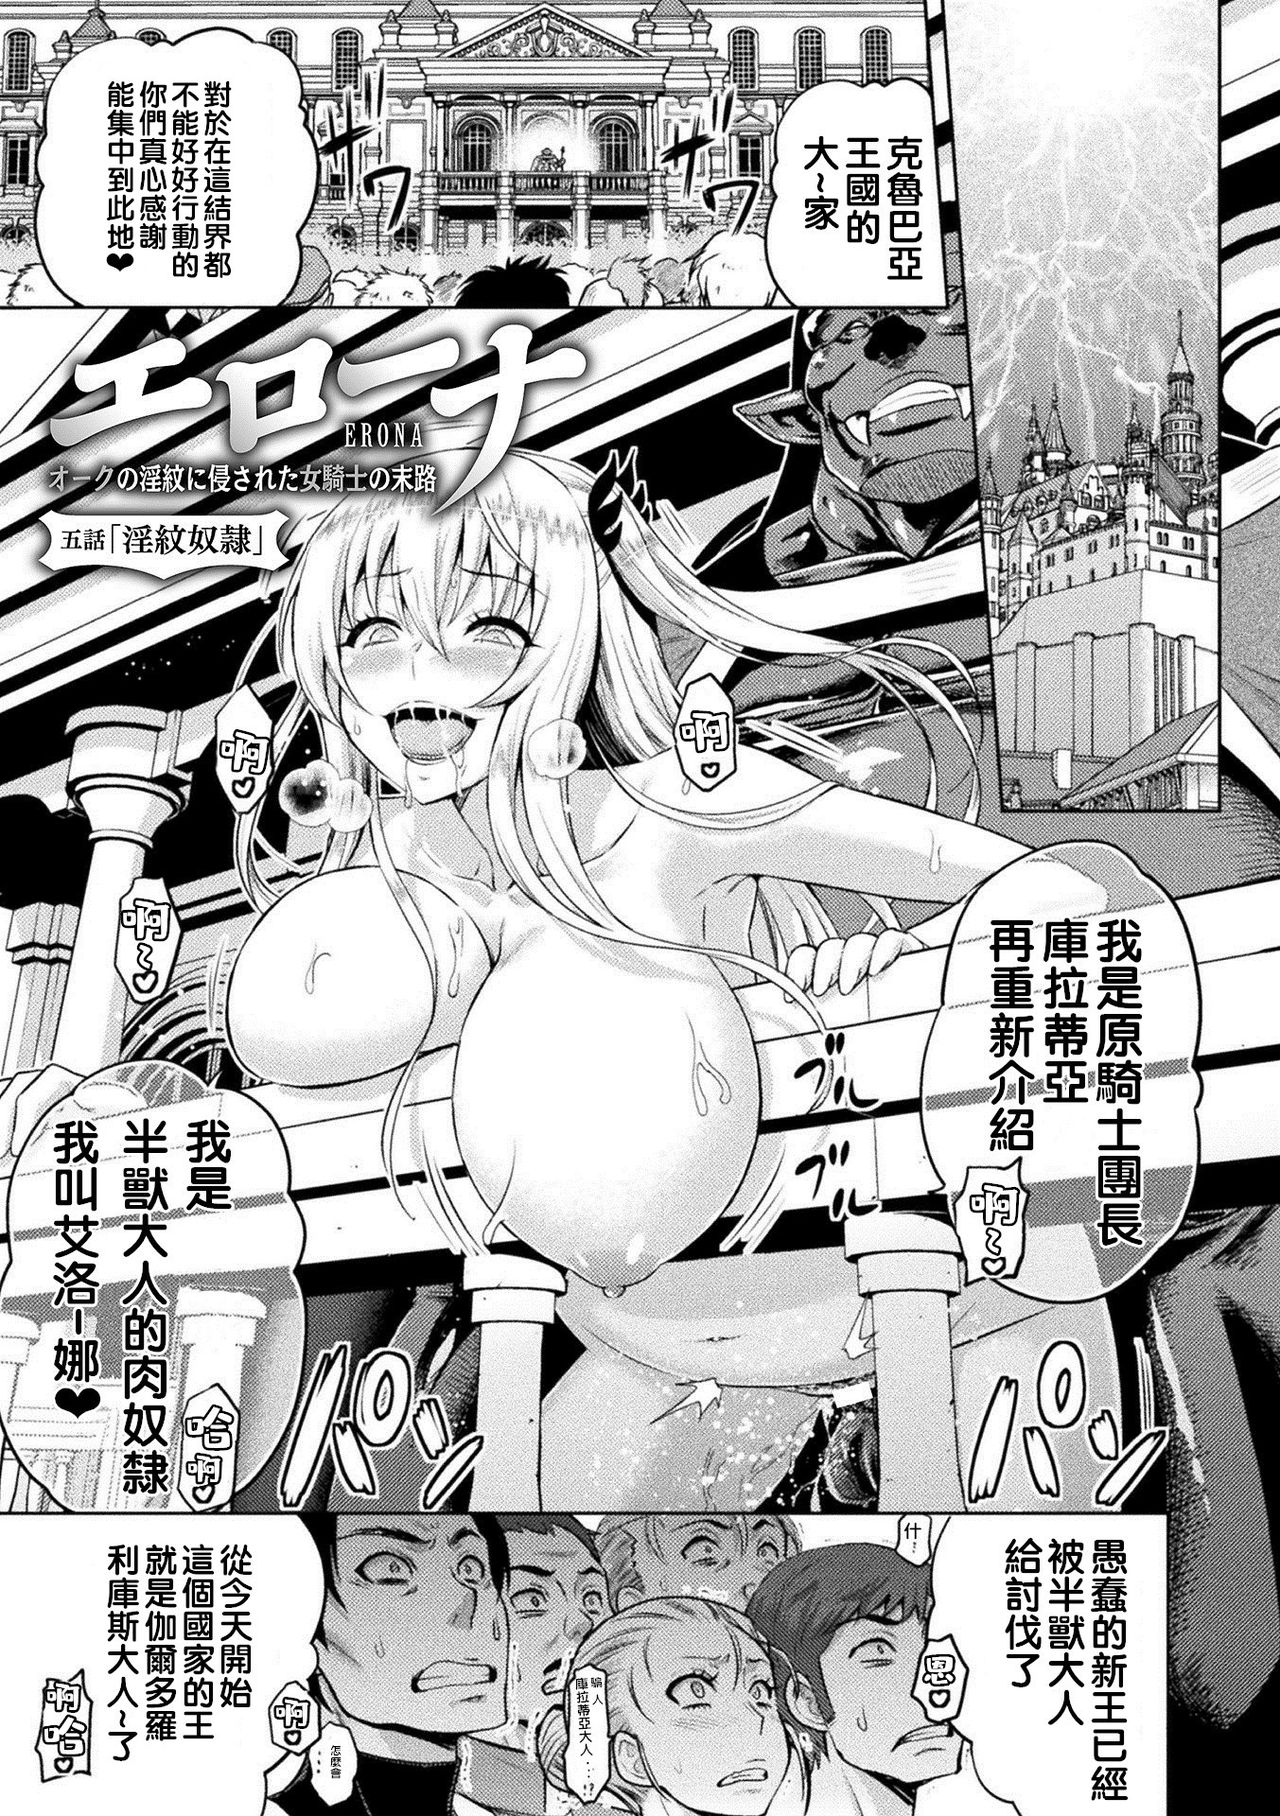 克魯巴亞
王國的
大~家
對於在這結界都
不能好好行動的
你們真心感謝
能集中到此地❤
エローナ
ERONA
オークの淫紋に侵された女騎士の末路
五話「淫紋奴隷」
啊♡
啊♡
啊~♡
我是原騎士團長
庫拉蒂亞
再重新介紹
啊~♡
ブルッ
ブルッ
我是
半獸大人的肉奴隸
我叫艾洛-娜❤
哈啊♡
パンッ
パンッ
愚蠢的新王已經
被半獸大人
給討伐了
什…
恩♡
騙人
庫拉蒂亞大人…?
怎麼會
從今天開始
這個國家的王
就是伽爾多羅
利庫斯大人~了
啊♡
啊哈♡